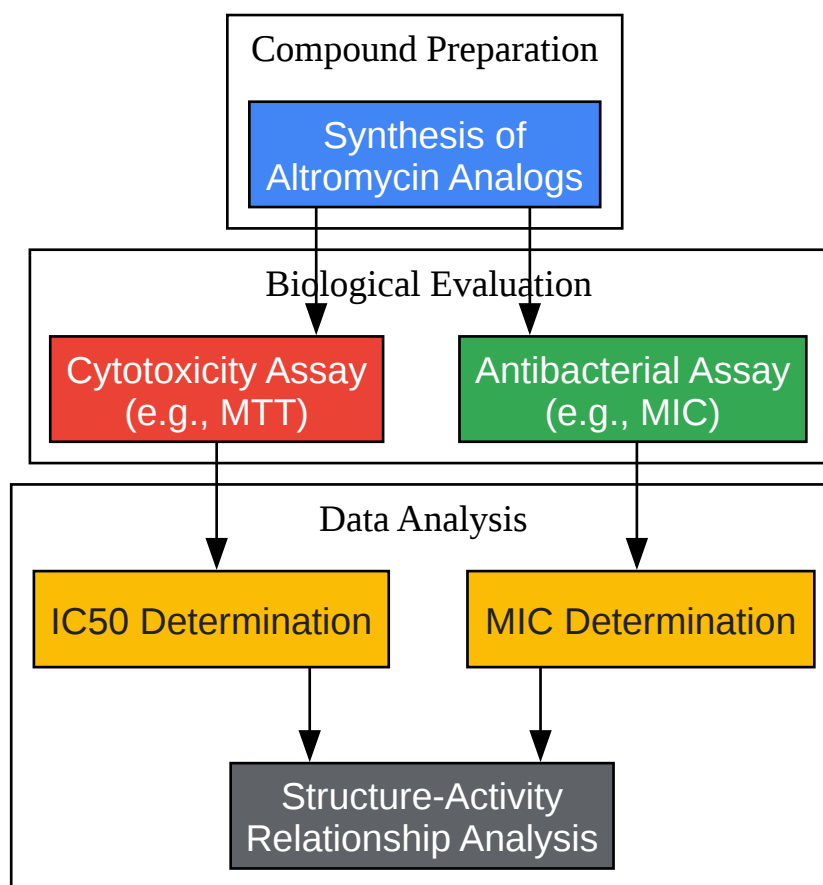 Compound Preparation
Synthesis of
Altromycin Analogs
Biological Evaluation
Cytotoxicity Assay
(e.g., MTT)
Antibacterial Assay
(e.g., MIC)
Data Analysis
IC50 Determination
MIC Determination
Structure-Activity
Relationship Analysis